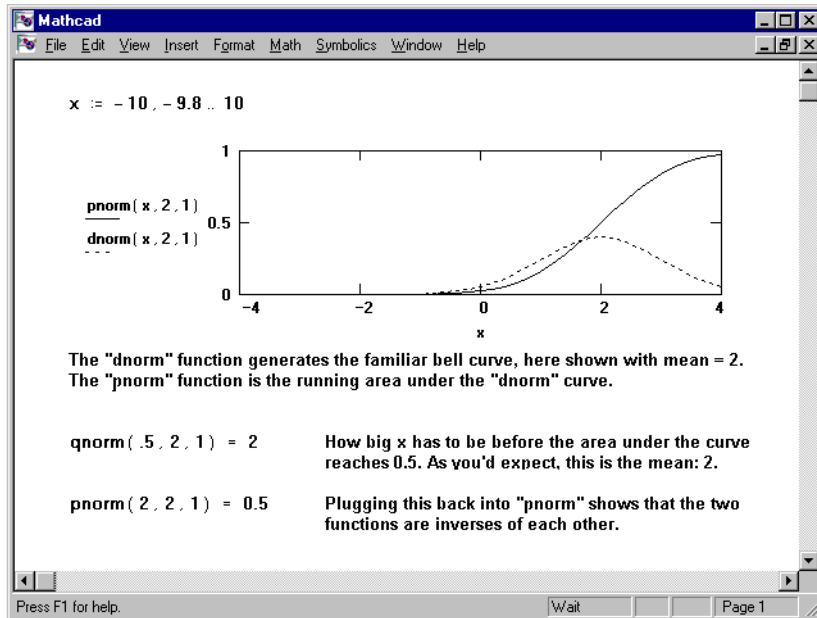 Mathcad
File Edit View Insert Format Math Symbolics Window Help
x := − 10 , − 9.8 .. 10
1
pnorm( x , 2 , 1 )
0.5
dnorm( x , 2 , 1 )
0
−4 −2 0 2 4
x
The "dnorm" function generates the familiar bell curve, here shown with mean = 2.
The "pnorm" function is the running area under the "dnorm" curve.
qnorm( .5 , 2 , 1 ) = 2
How big x has to be before the area under the curve
reaches 0.5. As you'd expect, this is the mean: 2.
pnorm( 2 , 2 , 1 ) = 0.5
Plugging this back into "pnorm" shows that the two
functions are inverses of each other.
Press F1 for help. Wait Page 1